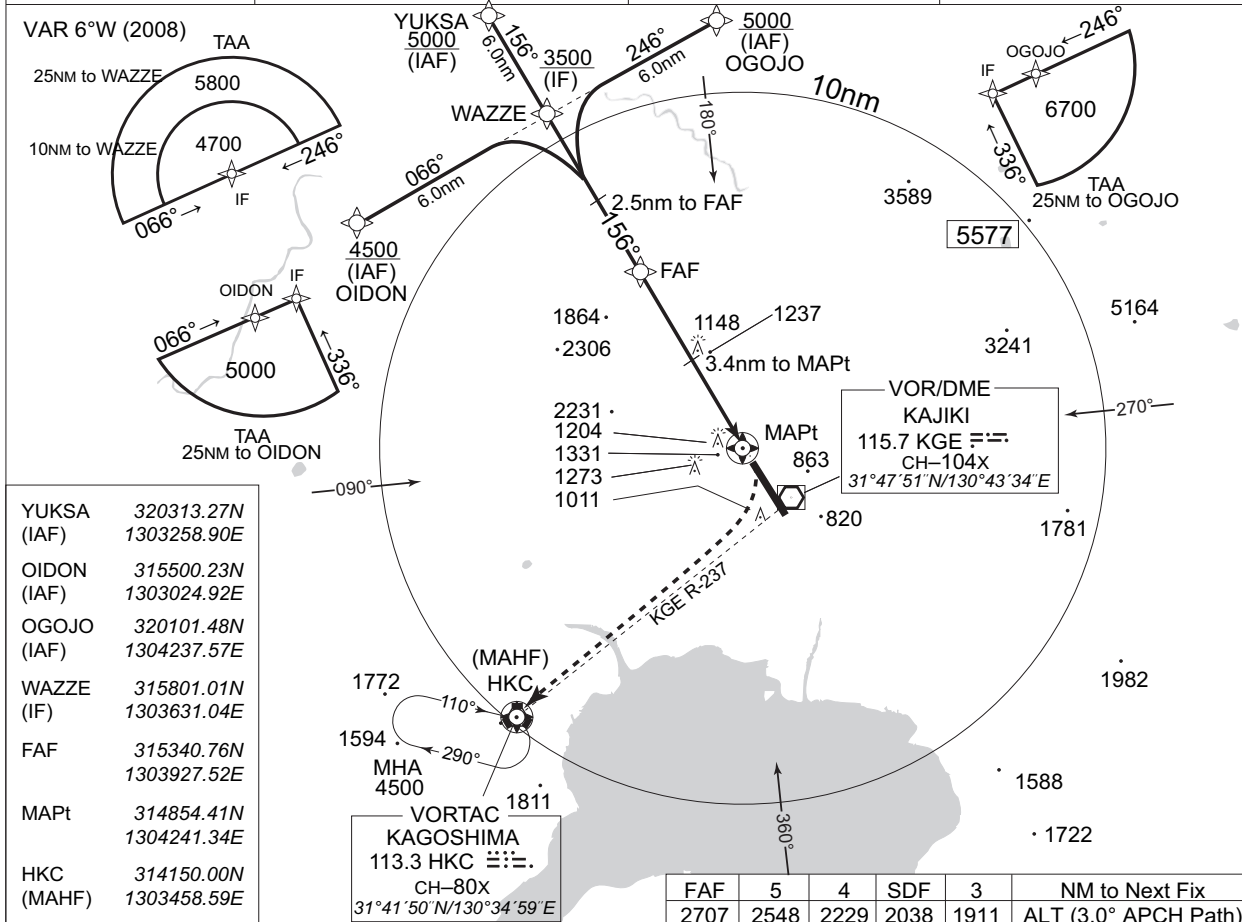 VAR 6°W (2008)
TAA
25NM to WAZZE
5800
10NM to WAZZE
4700
←246°
IF
066°→
YUKSA
5000
(IAF)
156°
6.0nm
3500
(IF)
WAZZE
246°
6.0nm
5000
(IAF)
OGOJO
10nm
180°
OGOJO
←246°
IF
6700
←336°
TAA
25NM to OGOJO
066°
6.0nm
4500
(IAF)
OIDON
2.5nm to FAF
156°
FAF
3589
5577
OIDON
IF
066°→
5000
←336°
TAA
25NM to OIDON
1864
2306
1148
1237
3.4nm to MAPt
5164
3241
VOR/DME
KAJIKI
115.7 KGE
CH–104X
31°47´51˝N/130°43´34˝E
270°
2231
1204
1331
1273
1011
MAPt
863
820
1781
090°
KGE R-237
YUKSA 320313.27N
(IAF) 1303258.90E
OIDON 315500.23N
(IAF) 1303024.92E
OGOJO 320101.48N
(IAF) 1304237.57E
WAZZE 315801.01N
(IF) 1303631.04E
FAF 315340.76N
1303927.52E
MAPt 314854.41N
1304241.34E
HKC 314150.00N
(MAHF) 1303458.59E
(MAHF)
HKC
1772
110°
1594
290°
MHA
4500
1811
VORTAC
KAGOSHIMA
113.3 HKC
CH–80X
31°41´50˝N/130°34´59˝E
1982
1588
1722
360°
FAF 5 4 SDF 3 NM to Next Fix
2707 2548 2229 2038 1911 ALT (3.0° APCH Path)